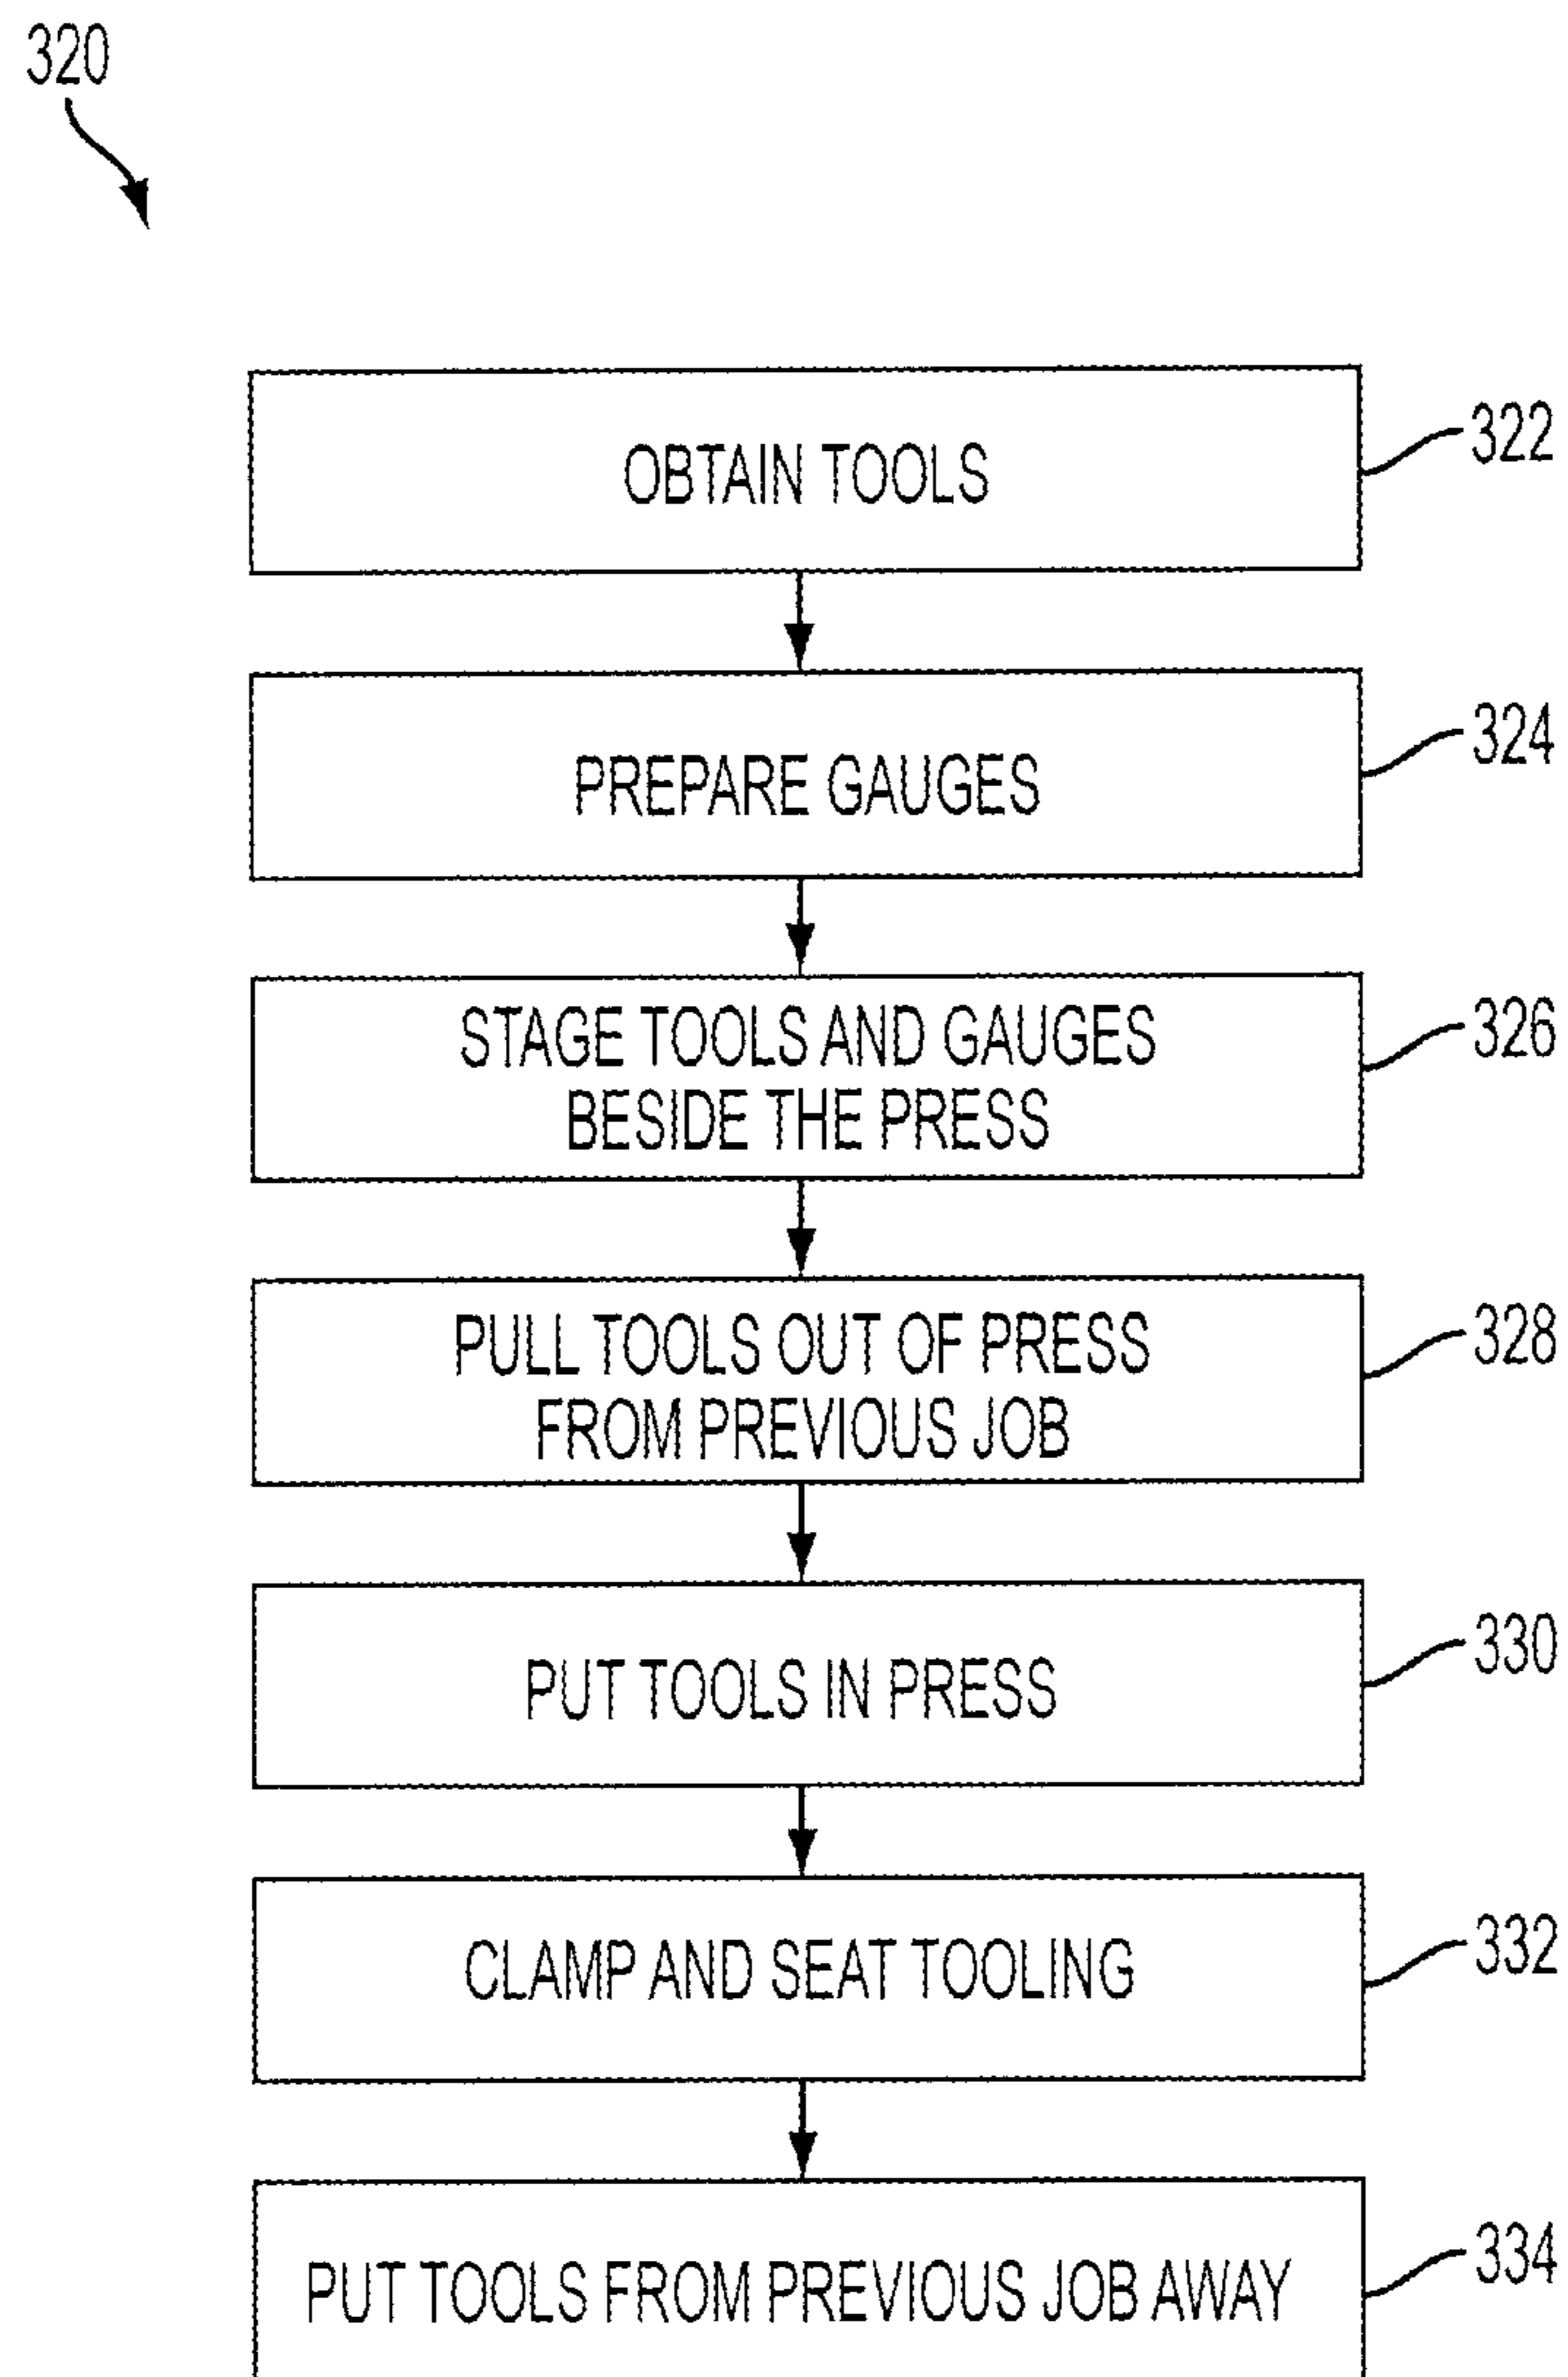 320
OBTAIN TOOLS
322
PREPARE GAUGES
324
STAGE TOOLS AND GAUGES
BESIDE THE PRESS
326
PULL TOOLS OUT OF PRESS
FROM PREVIOUS JOB
328
PUT TOOLS IN PRESS
330
CLAMP AND SEAT TOOLING
332
PUT TOOLS FROM PREVIOUS JOB AWAY
334